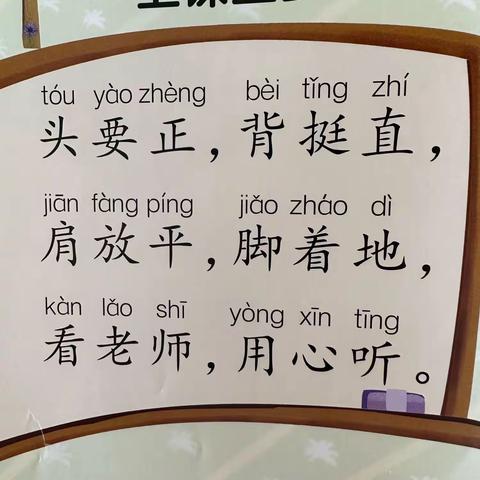 tóu yào zhèng bèi tǐng zhí
头要正，背挺直，
jiān fàng píng jiǎo zháo dì
肩放平，脚着地，
kàn lǎo shī yòng xīn tīng
看老师，用心听。